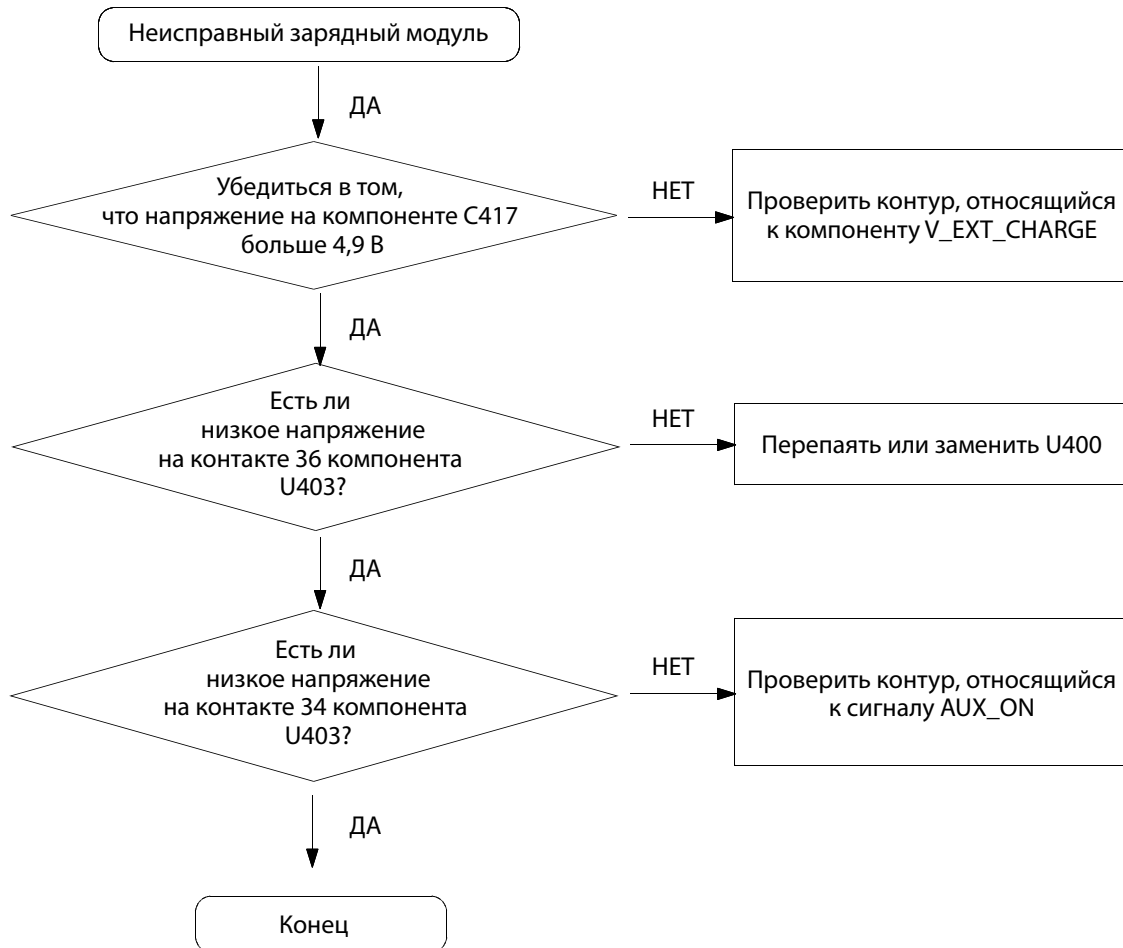 Неисправный зарядный модуль
ДА
Убедиться в том,
что напряжение на компоненте C417
больше 4,9 В
НЕТ
Проверить контур, относящийся
к компоненту V_EXT_CHARGE
ДА
Есть ли
низкое напряжение
на контакте 36 компонента
U403?
НЕТ
Перепаять или заменить U400
ДА
Есть ли
низкое напряжение
на контакте 34 компонента
U403?
НЕТ
Проверить контур, относящийся
к сигналу AUX_ON
ДА
Конец